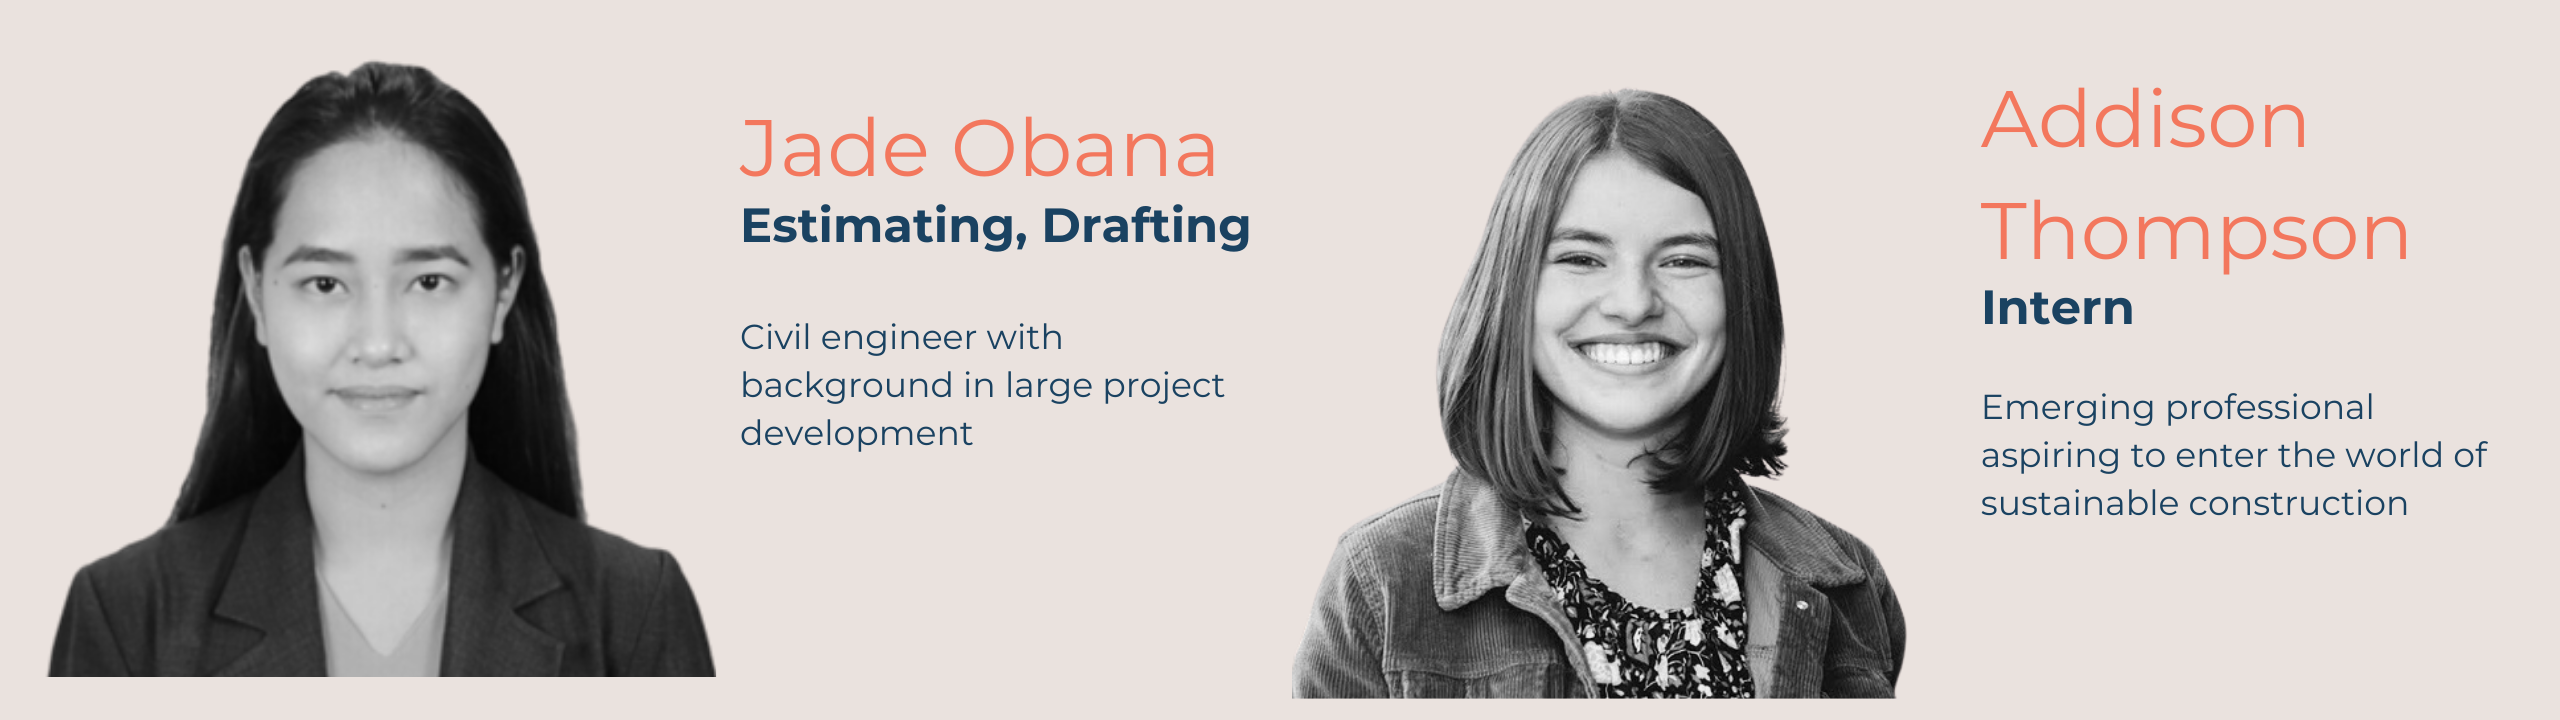 Jade Obana
Estimating, Drafting
Civil engineer with
background in large project
development
Addison
Thompson
Intern
Emerging professional
aspiring to enter the world of
sustainable construction